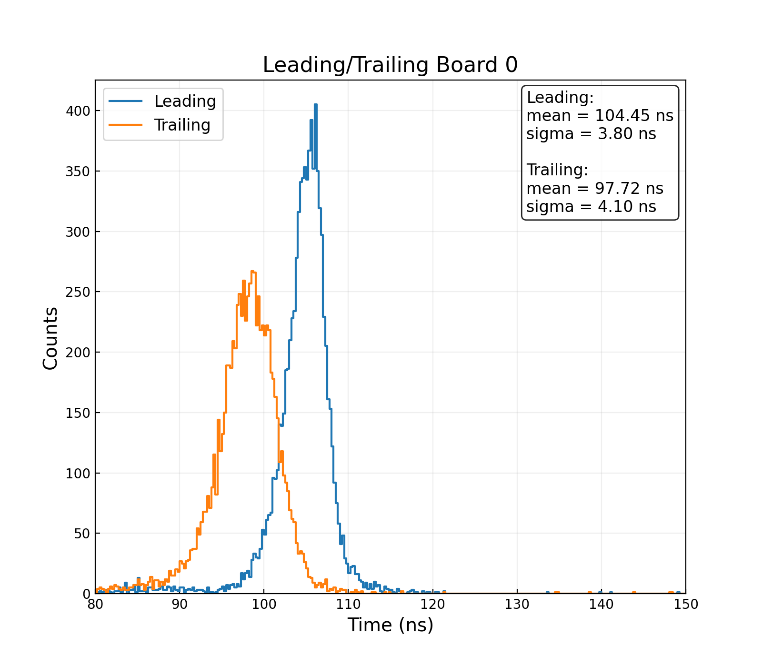 Leading/Trailing Board 0
Leading
Trailing
Leading:
mean = 104.45 ns
sigma = 3.80 ns
Trailing:
mean = 97.72 ns
sigma = 4.10 ns
Counts
400
350
300
250
200
150
100
50
0
80 90 100 110 120 130 140 150
Time (ns)